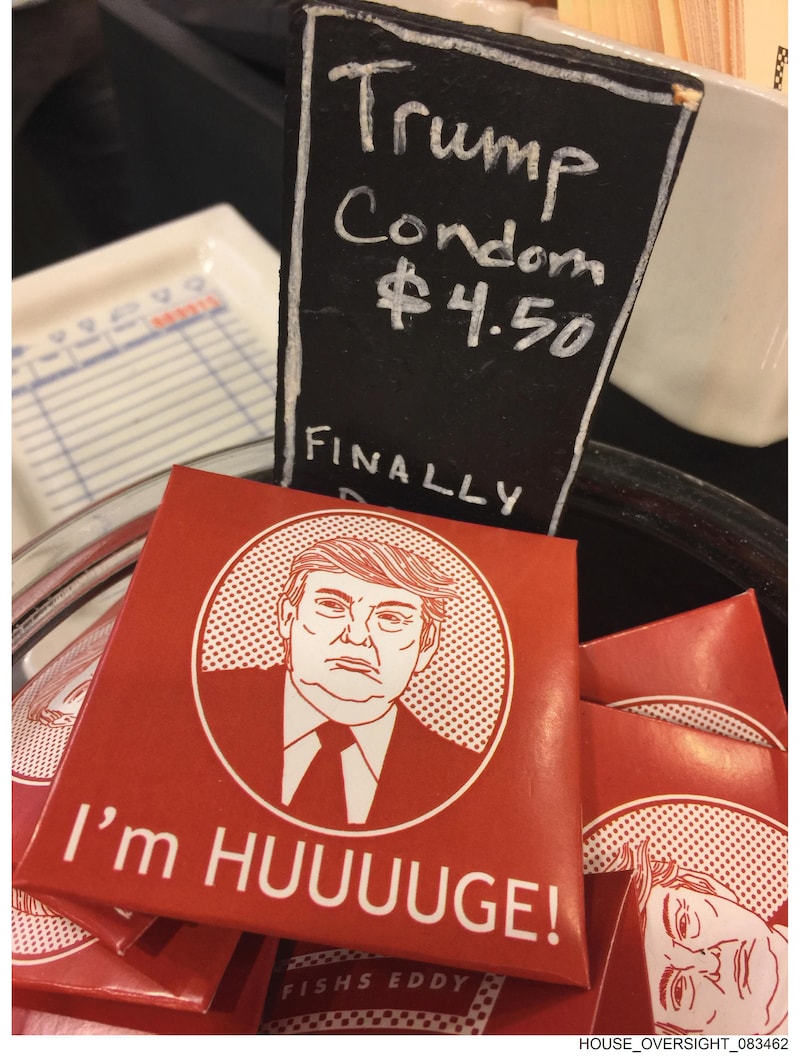 Trump
Condom
$4.50
FINALLY
I'm HUUUUGE!
FISHS EDDY
HOUSE_OVERSIGHT_083462